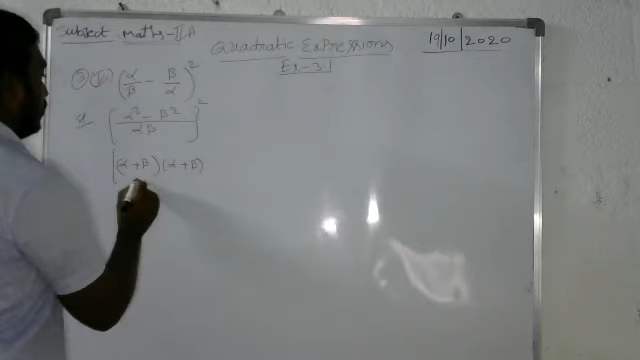 Subject Maths-IIA
Quadratic Expressions
19/10/2020
Ex-3.1
(α/β - β/α)²
[α² - β² / αβ]²
[(α+β)(α+β)